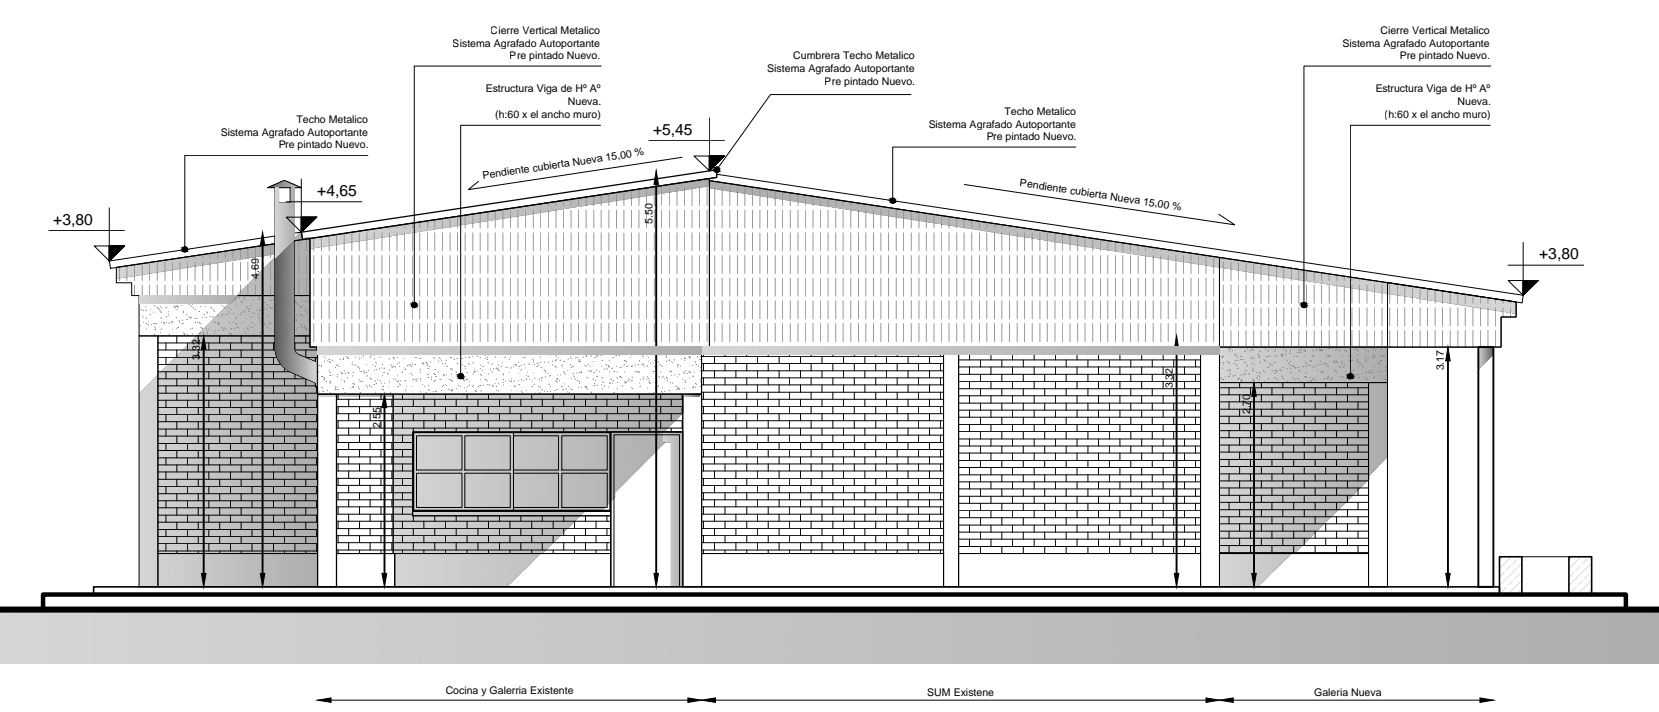 Cierre Vertical Metalico
Sistema Agrafado Autoportante
Pre pintado Nuevo.
Estructura Viga de Hº Aº
Nueva.
(h:60 x el ancho muro)
Cumbrera Techo Metalico
Sistema Agrafado Autoportante
Pre pintado Nuevo.
Cierre Vertical Metalico
Sistema Agrafado Autoportante
Pre pintado Nuevo.
Estructura Viga de Hº Aº
Nueva.
(h:60 x el ancho muro)
Techo Metalico
Sistema Agrafado Autoportante
Pre pintado Nuevo.
Techo Metalico
Sistema Agrafado Autoportante
Pre pintado Nuevo.
+5,45
Pendiente cubierta Nueva 15,00 %
Pendiente cubierta Nueva 15,00 %
+4,65
+3,80
+3,80
5.50
4.69
3.32
2.55
3.32
2.70
3.17
Cocina y Galerria Existente
SUM Existene
Galeria Nueva